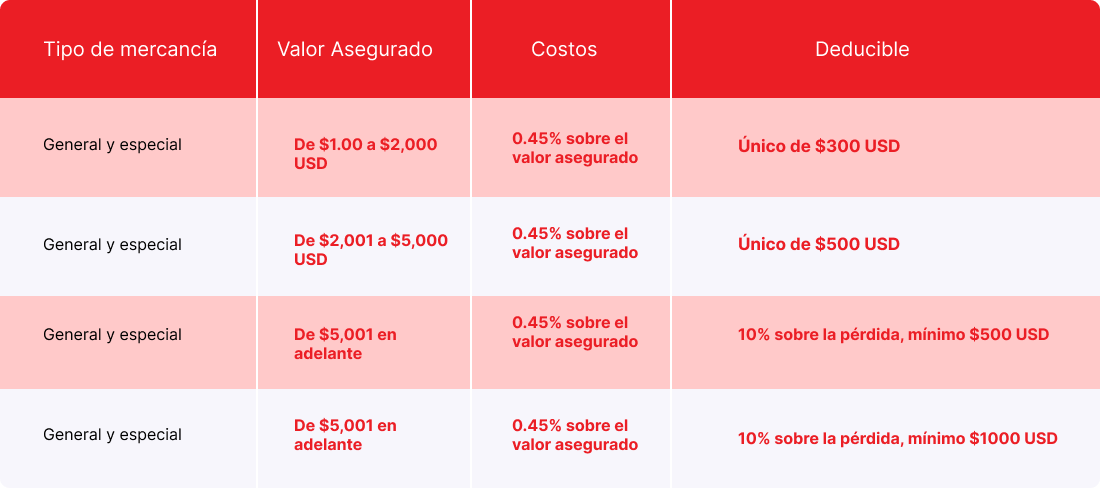 Tipo de mercancía
Valor Asegurado
Costos
Deducible
General y especial
De $1.00 a $2,000
USD
0.45% sobre el
valor asegurado
Único de $300 USD
General y especial
De $2,001 a $5,000
USD
0.45% sobre el
valor asegurado
Único de $500 USD
General y especial
De $5,001 en
adelante
0.45% sobre el
valor asegurado
10% sobre la pérdida, mínimo $500 USD
General y especial
De $5,001 en
adelante
0.45% sobre el
valor asegurado
10% sobre la pérdida, mínimo $1000 USD